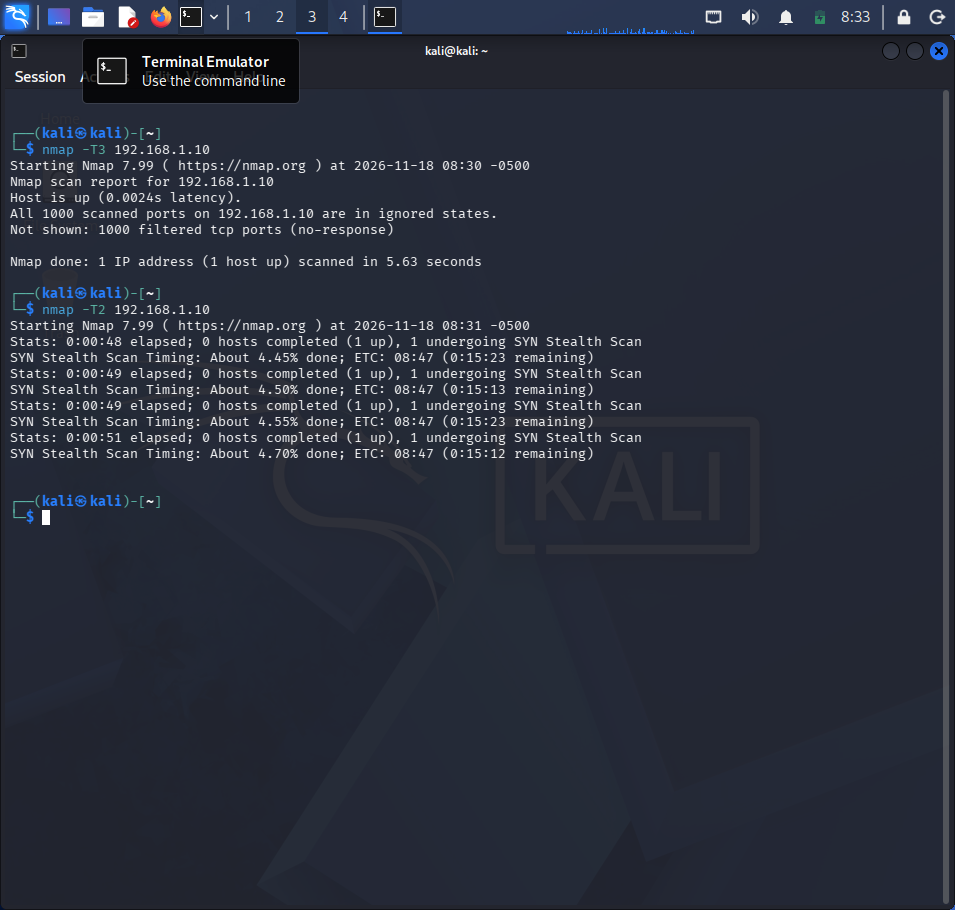 1 2 3 4 8:33
kali@kali: ~
Terminal Emulator
Session
Use the command line
Home
┌──(kali㉿kali)-[~]
└─$ nmap -T3 192.168.1.10
Starting Nmap 7.99 ( https://nmap.org ) at 2026-11-18 08:30 -0500
Nmap scan report for 192.168.1.10
Host is up (0.0024s latency).
All 1000 scanned ports on 192.168.1.10 are in ignored states.
Not shown: 1000 filtered tcp ports (no-response)
Nmap done: 1 IP address (1 host up) scanned in 5.63 seconds
┌──(kali㉿kali)-[~]
└─$ nmap -T2 192.168.1.10
Starting Nmap 7.99 ( https://nmap.org ) at 2026-11-18 08:31 -0500
Stats: 0:00:48 elapsed; 0 hosts completed (1 up), 1 undergoing SYN Stealth Scan
SYN Stealth Scan Timing: About 4.45% done; ETC: 08:47 (0:15:23 remaining)
Stats: 0:00:49 elapsed; 0 hosts completed (1 up), 1 undergoing SYN Stealth Scan
SYN Stealth Scan Timing: About 4.50% done; ETC: 08:47 (0:15:13 remaining)
Stats: 0:00:49 elapsed; 0 hosts completed (1 up), 1 undergoing SYN Stealth Scan
SYN Stealth Scan Timing: About 4.55% done; ETC: 08:47 (0:15:23 remaining)
Stats: 0:00:51 elapsed; 0 hosts completed (1 up), 1 undergoing SYN Stealth Scan
SYN Stealth Scan Timing: About 4.70% done; ETC: 08:47 (0:15:12 remaining)
┌──(kali㉿kali)-[~]
└─$
KALI